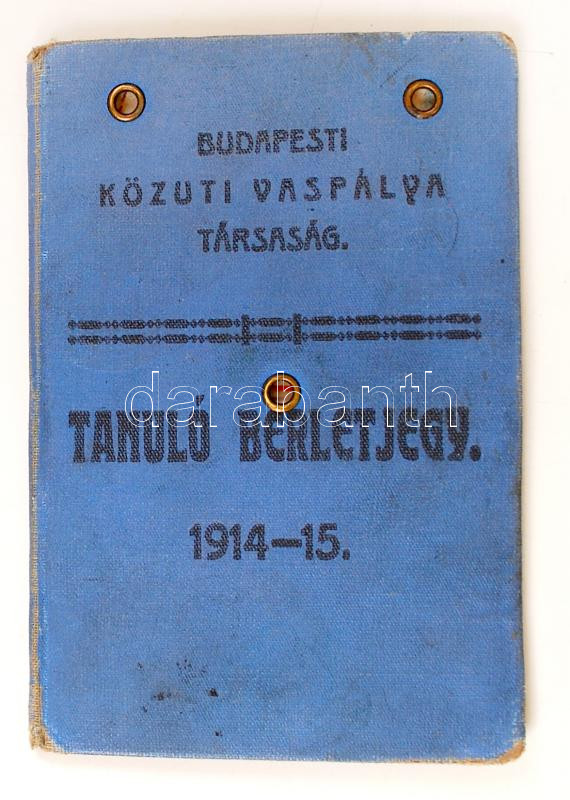 BUDAPESTI
KÖZUTI VASPÁLYA
TÁRSASÁG.
darabanth
TANULÓ BÉRLETJEGY.
1914–15.